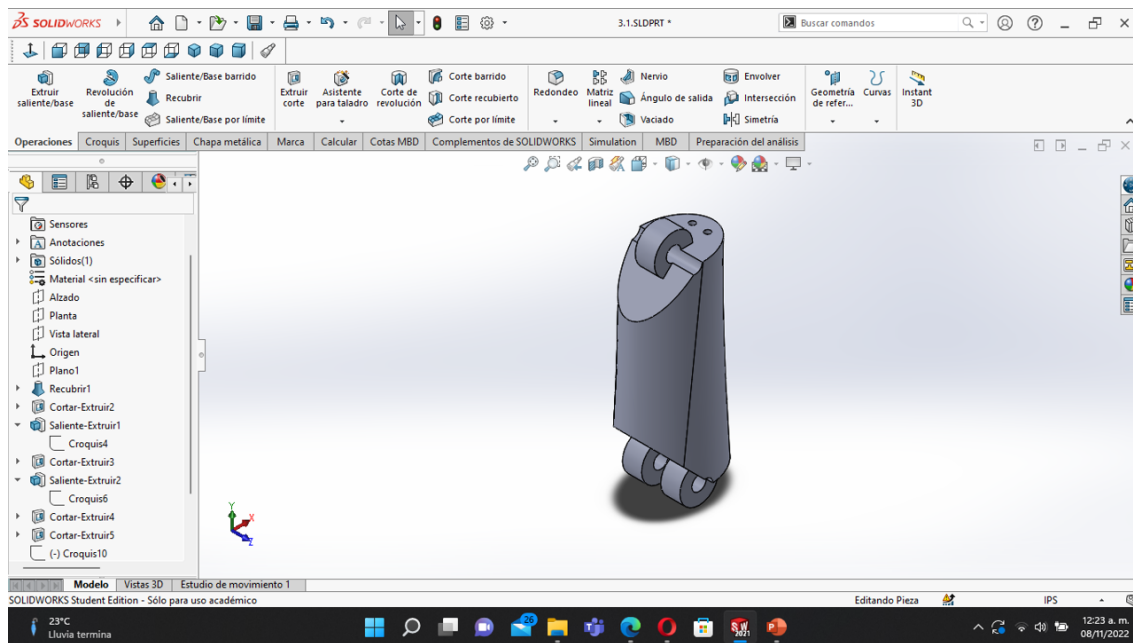 DS SOLIDWORKS
3.1.SLDPRT *
Buscar comandos
Extruir saliente/base
Revolución de saliente/base
Saliente/Base barrido
Recubrir
Saliente/Base por límite
Extruir corte
Asistente para taladro
Corte de revolución
Corte barrido
Corte recubierto
Corte por límite
Redondeo
Matriz lineal
Nervio
Ángulo de salida
Vaciado
Envolver
Intersección
Simetría
Geometría de refer...
Curvas
Instant 3D
Operaciones Croquis Superficies Chapa metálica Marca Calcular Cotas MBD Complementos de SOLIDWORKS Simulation MBD Preparación del análisis
Sensores
Anotaciones
Sólidos(1)
Material <sin especificar>
Alzado
Planta
Vista lateral
Origen
Plano1
Recubrir1
Cortar-Extruir2
Saliente-Extruir1
Croquis4
Cortar-Extruir3
Saliente-Extruir2
Croquis6
Cortar-Extruir4
Cortar-Extruir5
(-) Croquis10
Y
X
Z
Modelo Vistas 3D Estudio de movimiento 1
SOLIDWORKS Student Edition - Sólo para uso académico
Editando Pieza
IPS
23°C
Lluvia termina
26
SW
2021
12:23 a. m.
08/11/2022